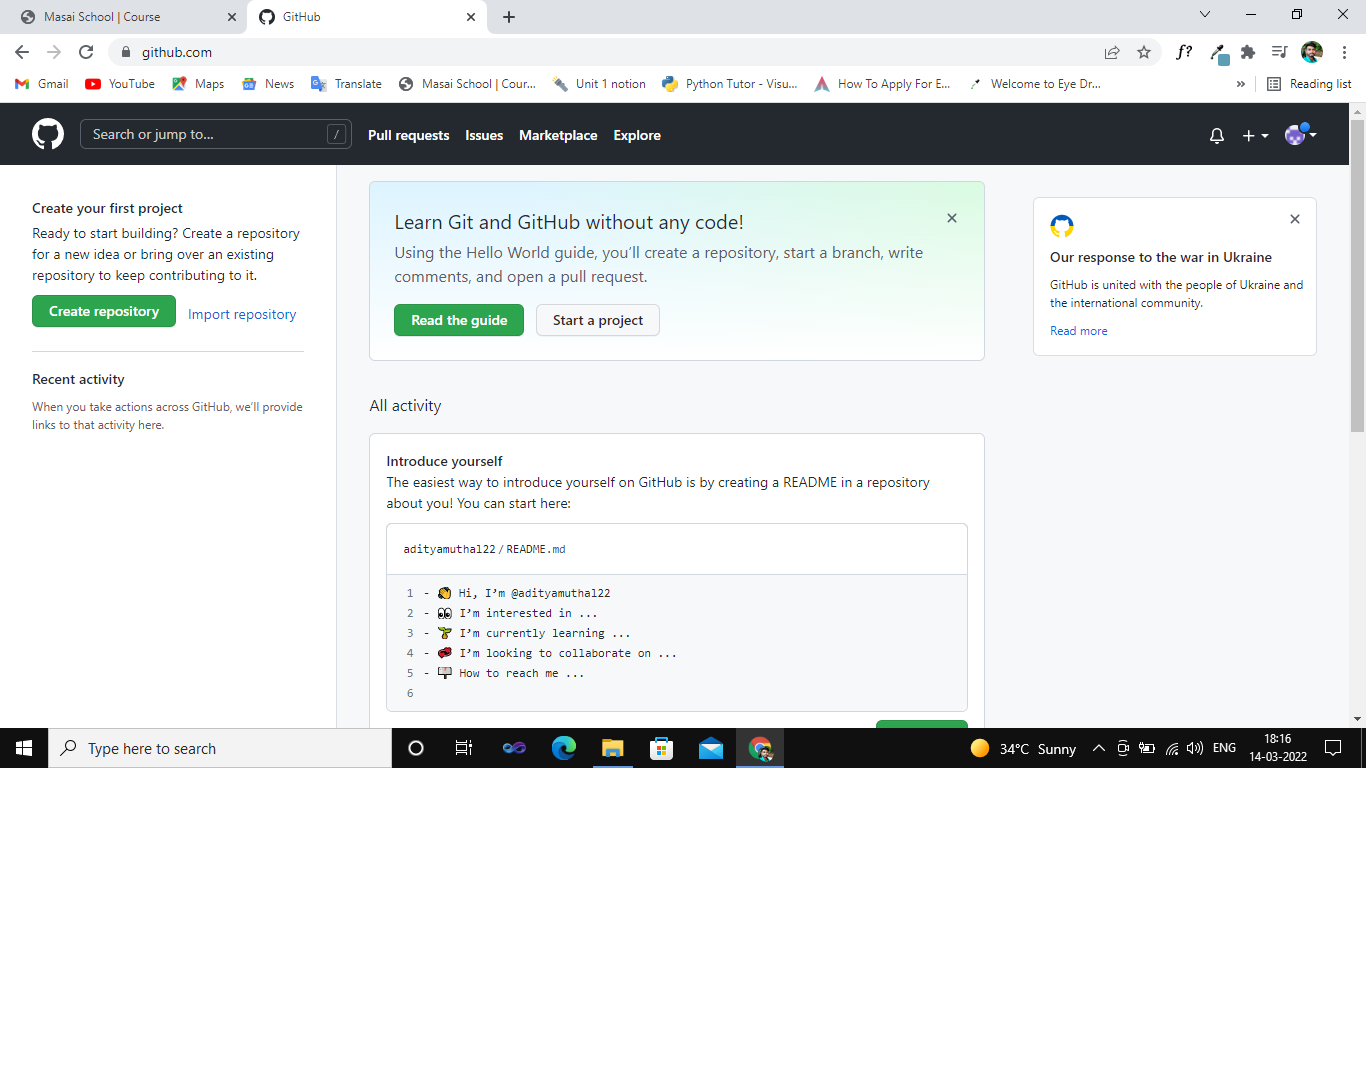 Masai School | Course
GitHub
github.com
f?
Gmail
YouTube
Maps
News
Translate
Masai School | Cour...
Unit 1 notion
Python Tutor - Visu...
How To Apply For E...
Welcome to Eye Dr...
»
Reading list
Search or jump to...
/
Pull requests
Issues
Marketplace
Explore
Create your first project
Ready to start building? Create a repository
for a new idea or bring over an existing
repository to keep contributing to it.
Create repository
Import repository
Recent activity
When you take actions across GitHub, we'll provide
links to that activity here.
Learn Git and GitHub without any code!
Using the Hello World guide, you'll create a repository, start a branch, write
comments, and open a pull request.
Read the guide
Start a project
All activity
Introduce yourself
The easiest way to introduce yourself on GitHub is by creating a README in a repository
about you! You can start here:
adityamuthal22 / README.md
1 - 👋 Hi, I'm @adityamuthal22
2 - 👀 I'm interested in ...
3 - 🌱 I'm currently learning ...
4 - 💞️ I'm looking to collaborate on ...
5 - 📫 How to reach me ...
6
Our response to the war in Ukraine
GitHub is united with the people of Ukraine and
the international community.
Read more
Type here to search
34°C Sunny
ENG
18:16
14-03-2022